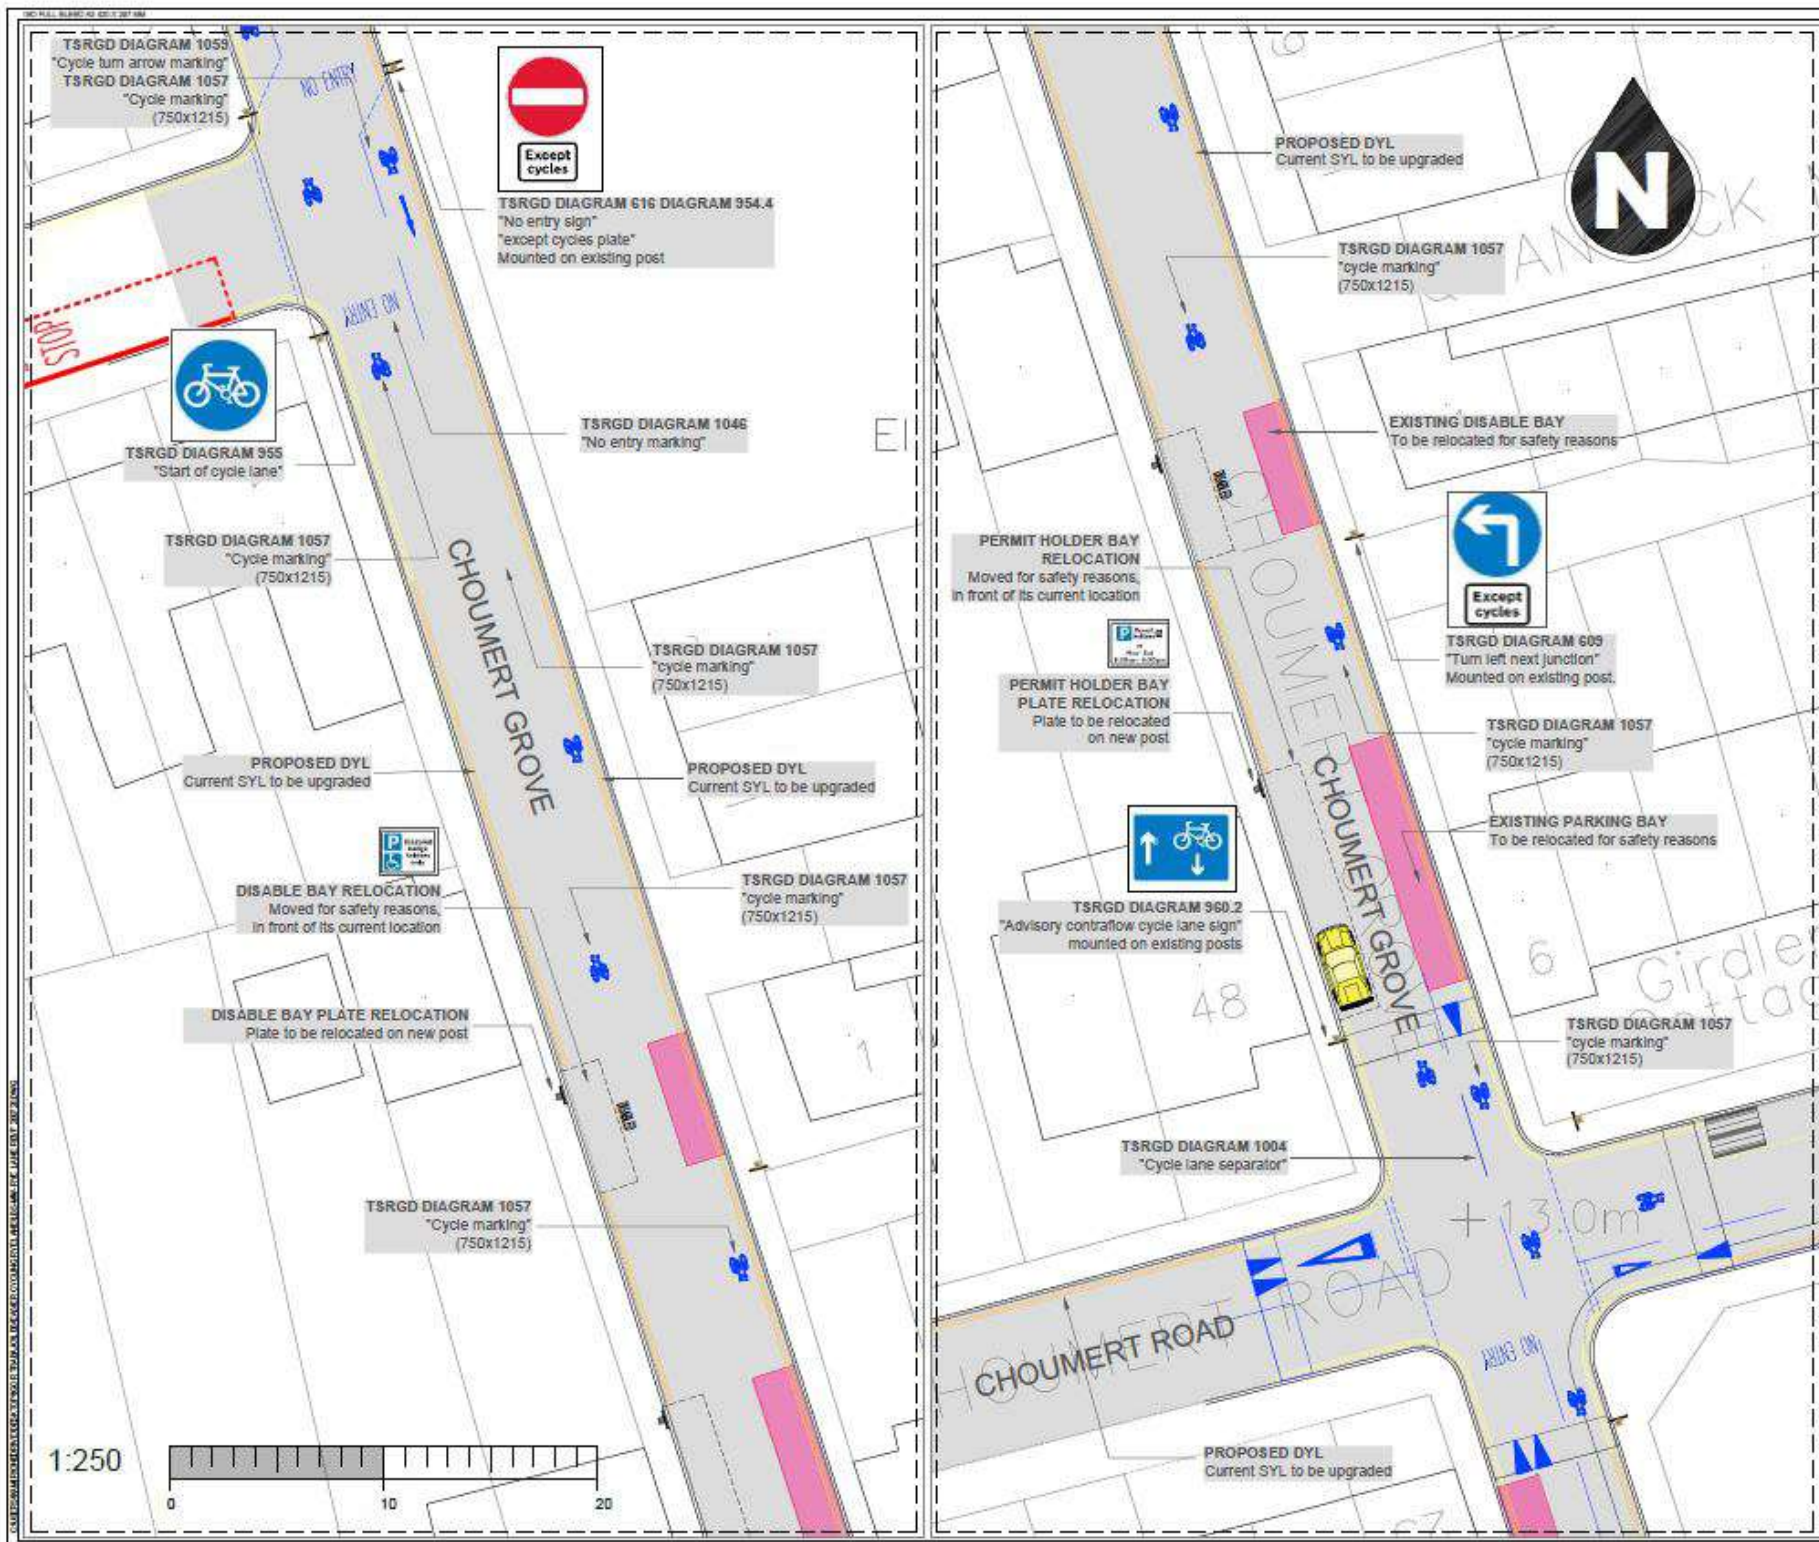 TSRGD DIAGRAM 1059
"Cycle turn arrow marking"
TSRGD DIAGRAM 1057
"Cycle marking"
(750x1215)
NO ENTRY
Except
cycles
TSRGD DIAGRAM 616 DIAGRAM 954.4
"No entry sign"
"except cycles plate"
Mounted on existing post
NO ENTRY
STOP
TSRGD DIAGRAM 955
"Start of cycle lane"
TSRGD DIAGRAM 1046
"No entry marking"
EI
TSRGD DIAGRAM 1057
"Cycle marking"
(750x1215)
CHOUMERT GROVE
TSRGD DIAGRAM 1057
"cycle marking"
(750x1215)
PROPOSED DYL
Current SYL to be upgraded
PROPOSED DYL
Current SYL to be upgraded
P
DISABLE BAY RELOCATION
Moved for safety reasons,
in front of its current location
TSRGD DIAGRAM 1057
"cycle marking"
(750x1215)
DISABLE BAY PLATE RELOCATION
Plate to be relocated on new post
DISABLED
1
TSRGD DIAGRAM 1057
"Cycle marking"
(750x1215)
1:250
0 10 20
9
PROPOSED DYL
Current SYL to be upgraded
N
TSRGD DIAGRAM 1057
"cycle marking"
(750x1215)
EXISTING DISABLE BAY
To be relocated for safety reasons
DISABLED
PERMIT HOLDER BAY
RELOCATION
Moved for safety reasons,
in front of its current location
Except
cycles
TSRGD DIAGRAM 609
"Turn left next junction"
Mounted on existing post.
P
PERMIT HOLDER BAY
PLATE RELOCATION
Plate to be relocated
on new post
TSRGD DIAGRAM 1057
"cycle marking"
(750x1215)
CHOUMERT GROVE
EXISTING PARKING BAY
To be relocated for safety reasons
TSRGD DIAGRAM 960.2
"Advisory contraflow cycle lane sign"
mounted on existing posts
48
6
Girdle
TSRGD DIAGRAM 1057
"cycle marking"
(750x1215)
TSRGD DIAGRAM 1004
"Cycle lane separator"
+13.0m
CHOUMERT ROAD
NO ENTRY
PROPOSED DYL
Current SYL to be upgraded